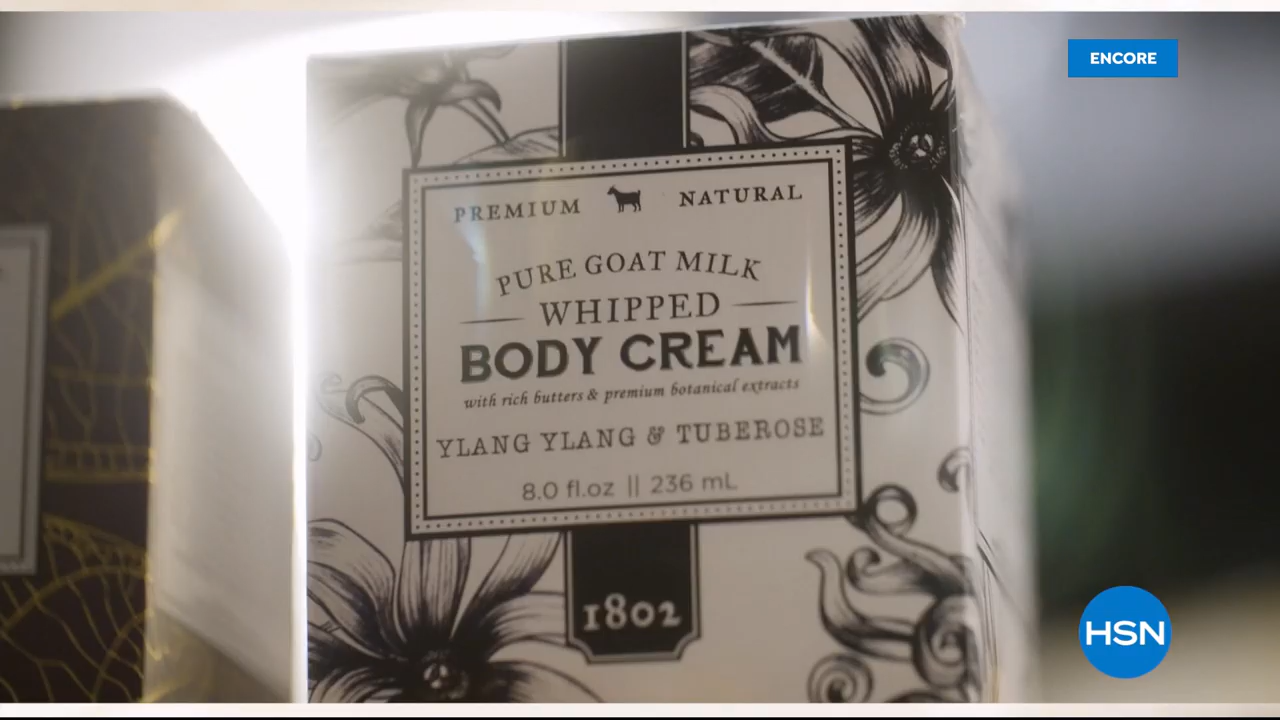 ENCORE
PREMIUM NATURAL
PURE GOAT MILK
WHIPPED
BODY CREAM
with rich butters & premium botanical extracts
YLANG YLANG & TUBEROSE
8.0 fl.oz || 236 mL
1802
HSN